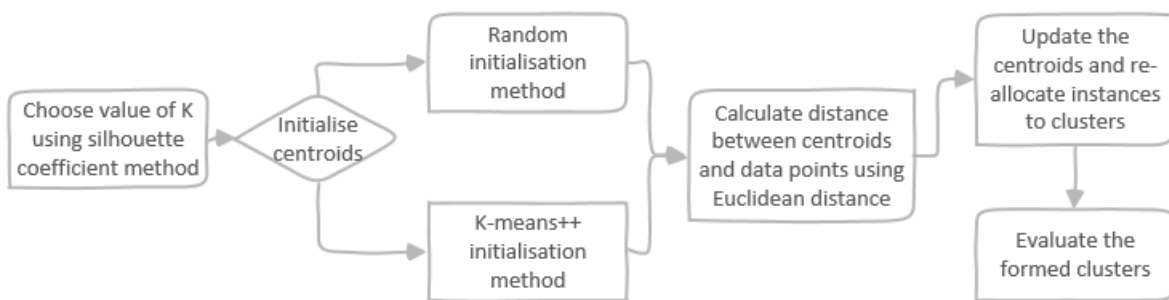 Choose value of K
using silhouette
coefficient method
Initialise
centroids
Random
initialisation
method
K-means++
initialisation
method
Calculate distance
between centroids
and data points using
Euclidean distance
Update the
centroids and re-
allocate instances
to clusters
Evaluate the
formed clusters